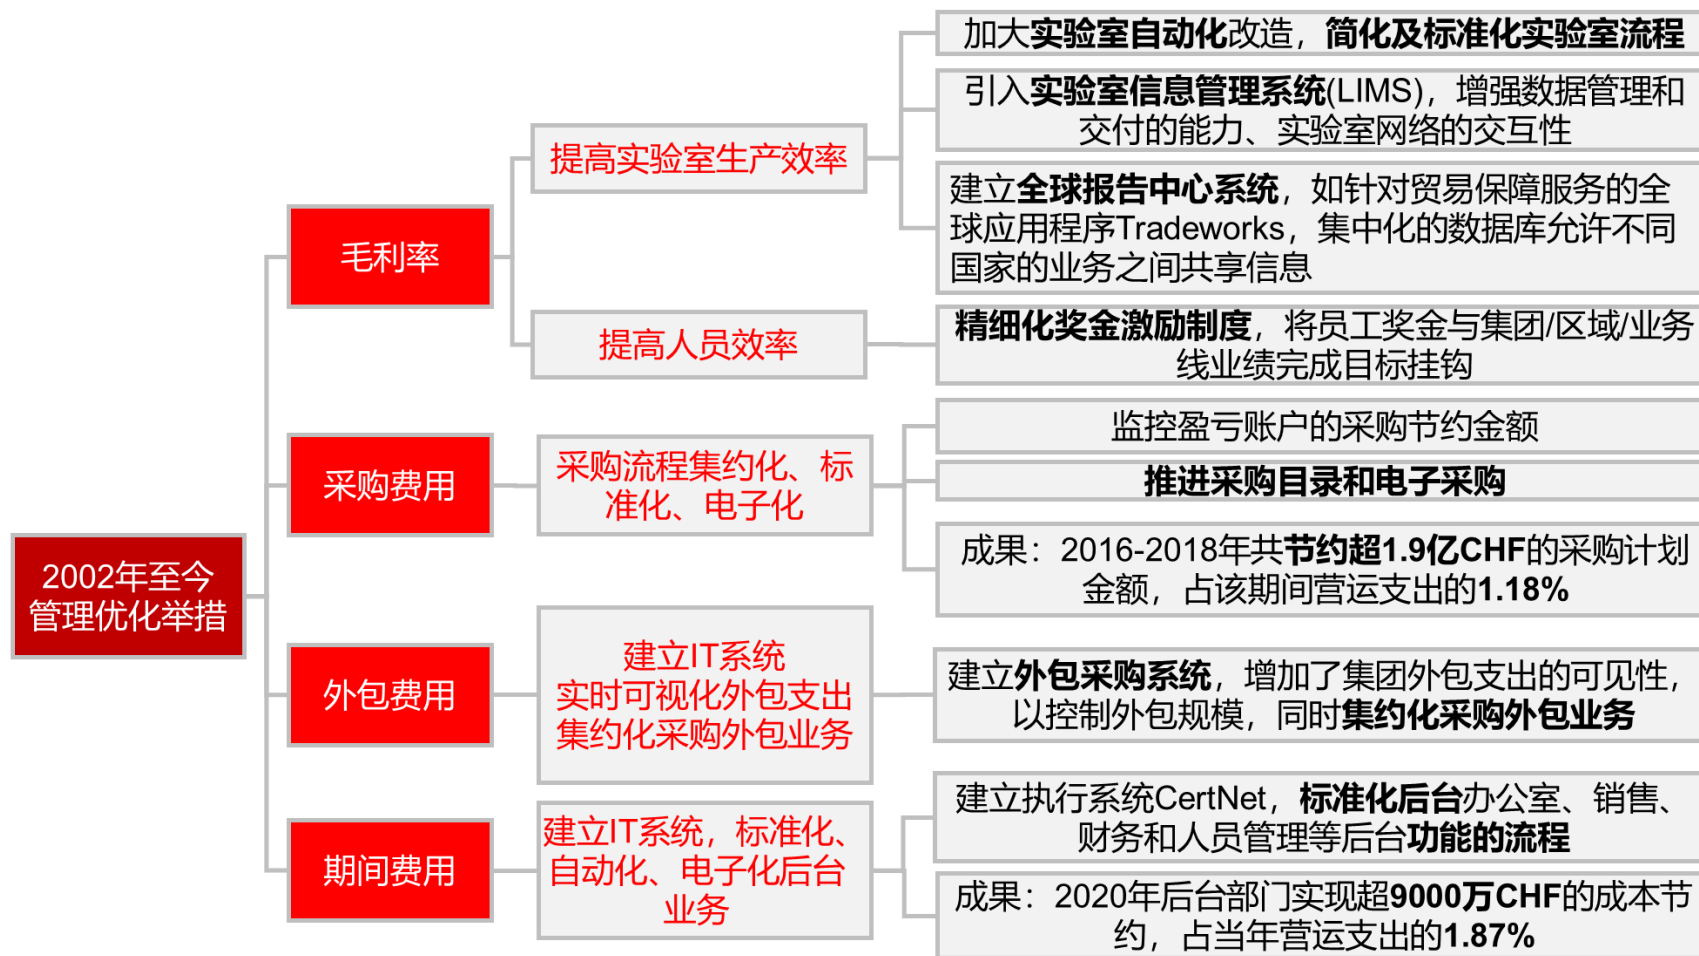 2002年至今
管理优化举措
毛利率
提高实验室生产效率
加大实验室自动化改造，简化及标准化实验室流程
引入实验室信息管理系统(LIMS)，增强数据管理和
交付的能力、实验室网络的交互性
建立全球报告中心系统，如针对贸易保障服务的全
球应用程序Tradeworks，集中化的数据库允许不同
国家的业务之间共享信息
提高人员效率
精细化奖金激励制度，将员工奖金与集团/区域/业务
线业绩完成目标挂钩
采购费用
采购流程集约化、标
准化、电子化
监控盈亏账户的采购节约金额
推进采购目录和电子采购
成果：2016-2018年共节约超1.9亿CHF的采购计划
金额，占该期间营运支出的1.18%
外包费用
建立IT系统
实时可视化外包支出
集约化采购外包业务
建立外包采购系统，增加了集团外包支出的可见性，
以控制外包规模，同时集约化采购外包业务
期间费用
建立IT系统，标准化、
自动化、电子化后台
业务
建立执行系统CertNet，标准化后台办公室、销售、
财务和人员管理等后台功能的流程
成果：2020年后台部门实现超9000万CHF的成本节
约，占当年营运支出的1.87%